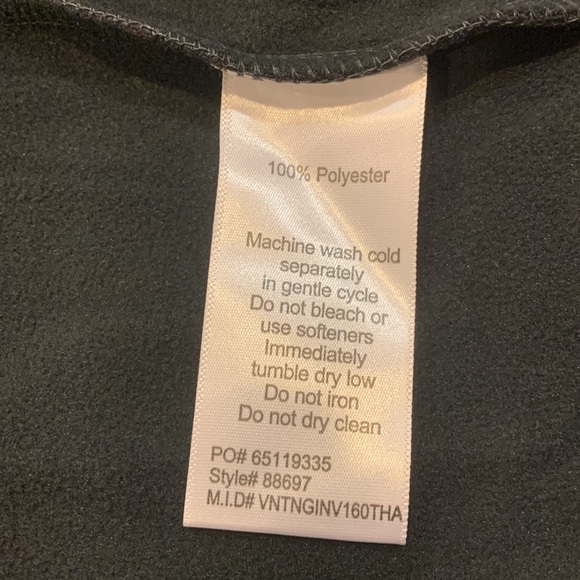 100% Polyester
Machine wash cold
separately
in gentle cycle
Do not bleach or
use softeners
Immediately
tumble dry low
Do not iron
Do not dry clean
PO# 65119335
Style# 88697
M.I.D# VNTNGINV160THA